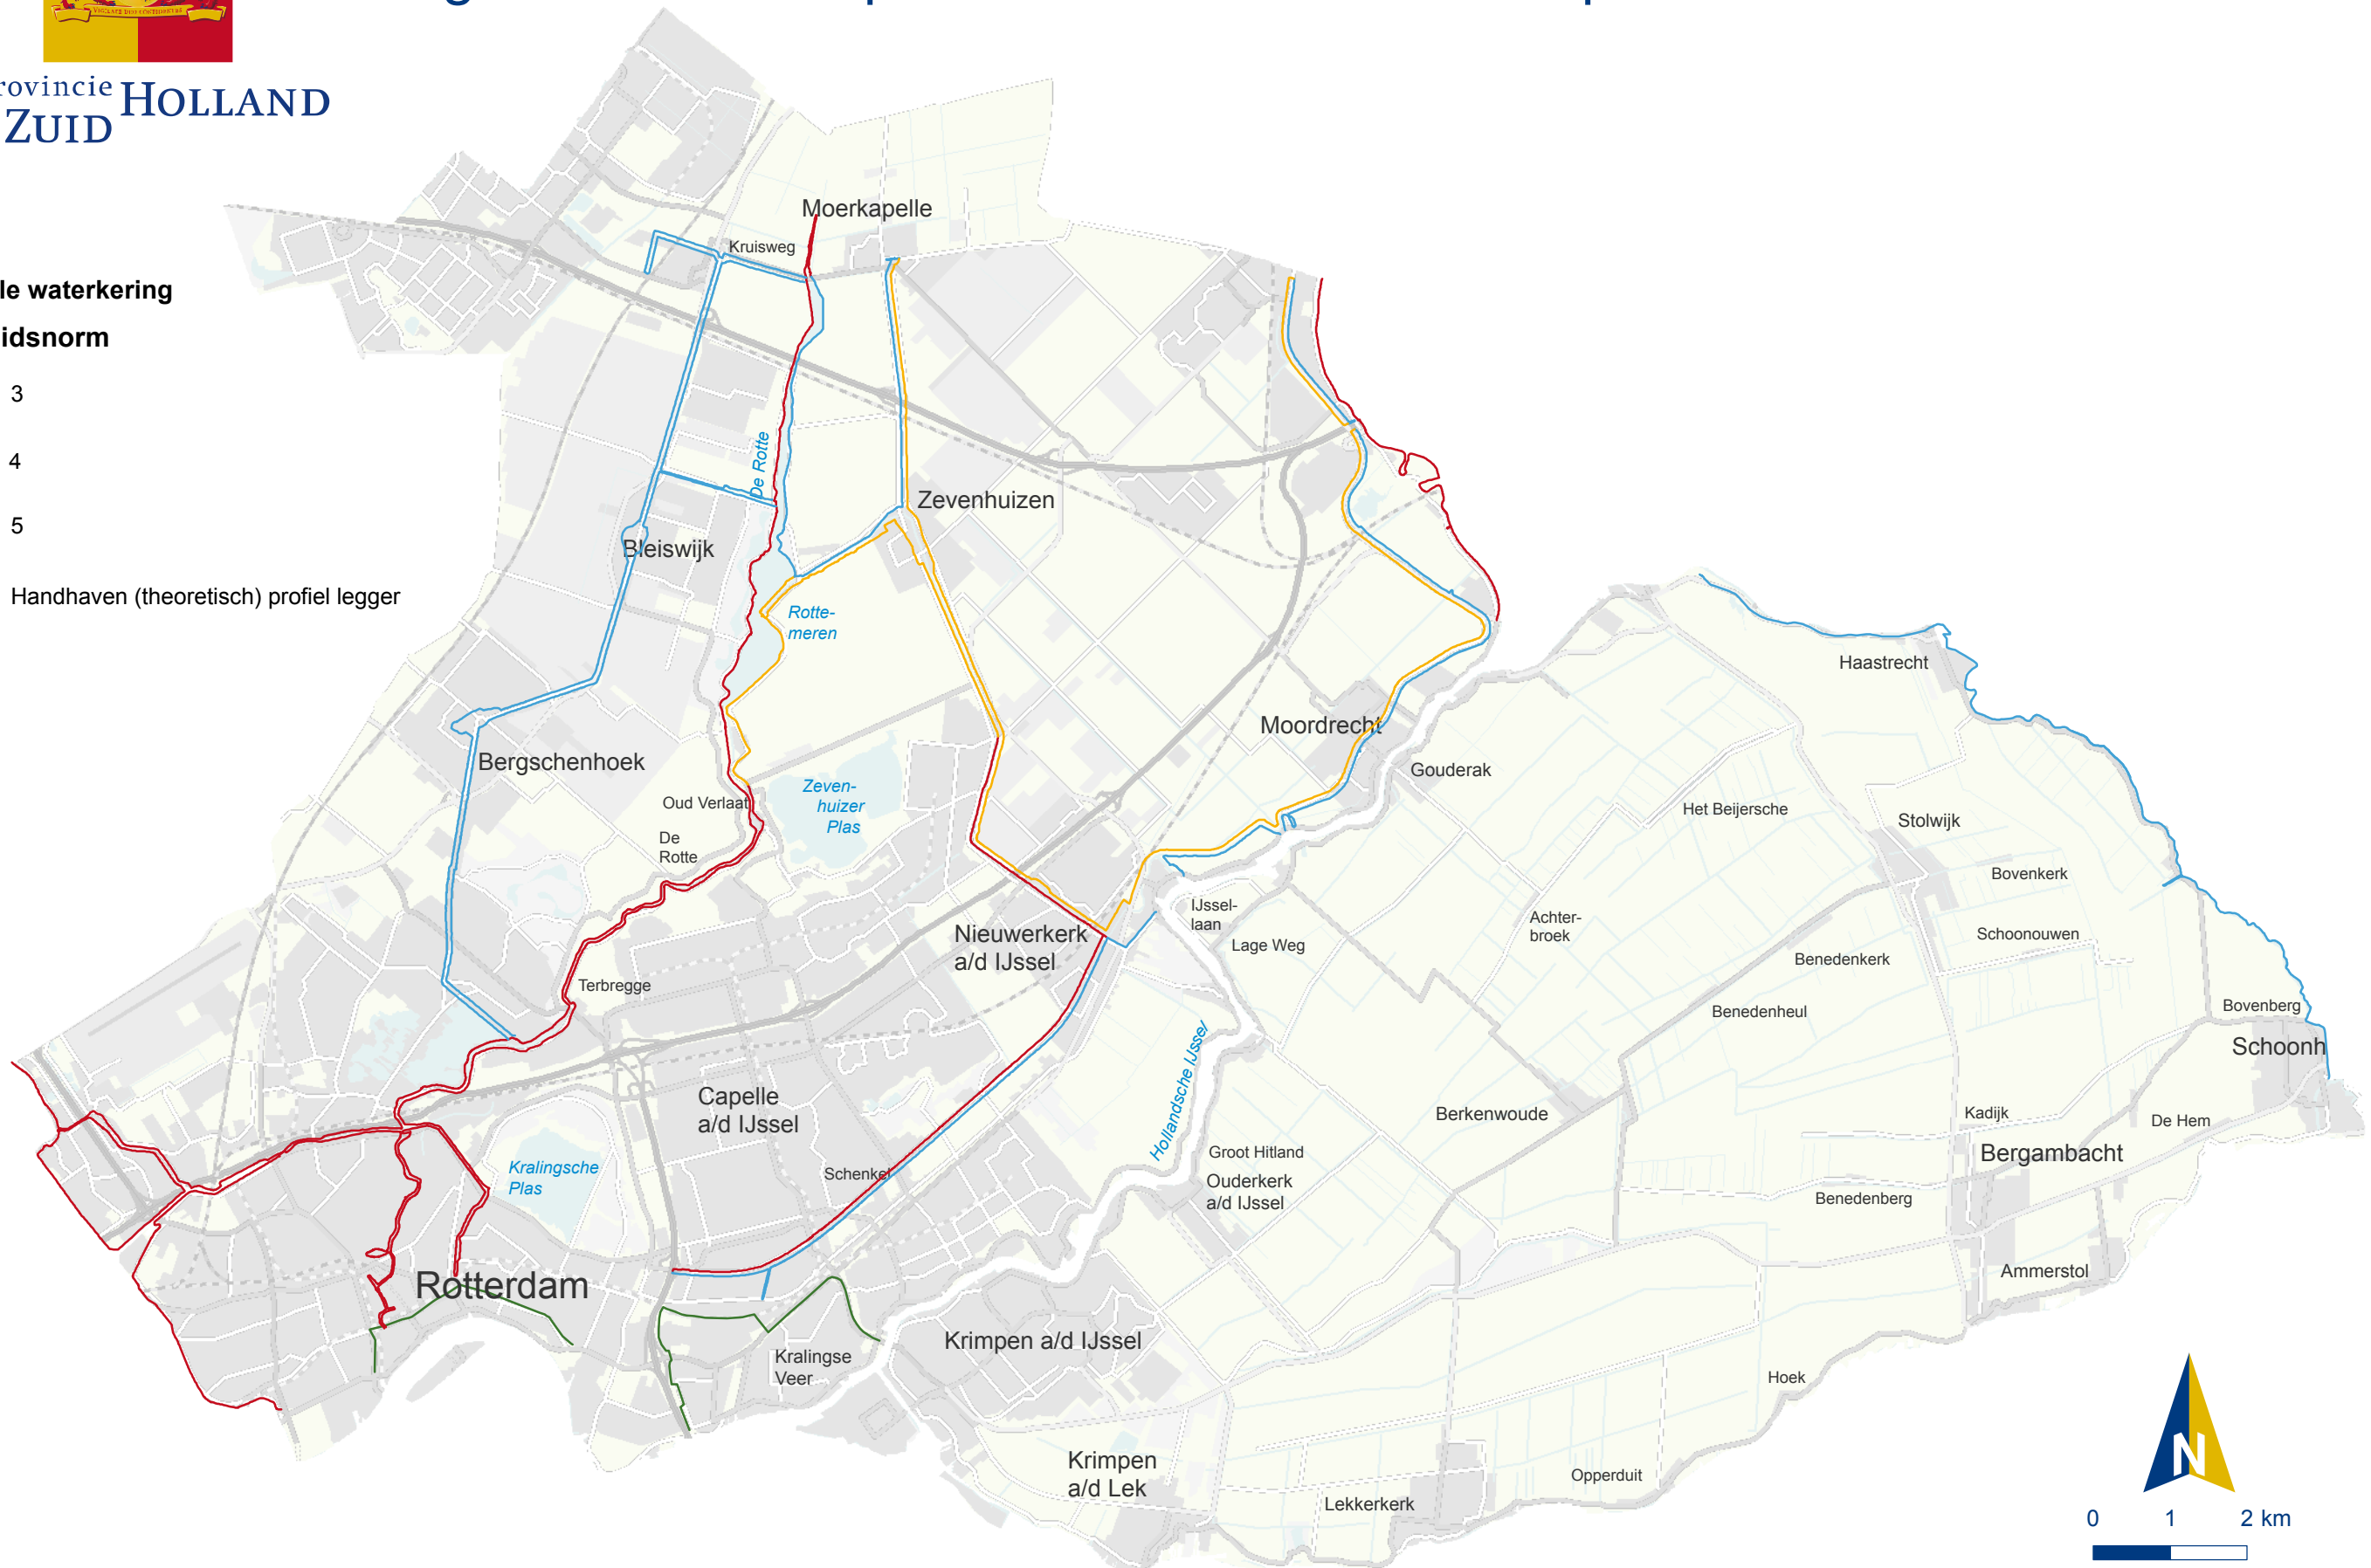 rovincie HOLLAND
ZUID
le waterkering
idsnorm
3
4
5
Handhaven (theoretisch) profiel legger
Moerkapelle
Kruisweg
De Rotte
Zevenhuizen
Bleiswijk
Rotte-
meren
Haastrecht
Moordrecht
Bergschenhoek
Gouderak
Zeven-
huizer
Plas
Oud Verlaat
Het Beijersche
Stolwijk
De
Rotte
Bovenkerk
IJssel-
laan
Achter-
broek
Nieuwerkerk
a/d IJssel
Lage Weg
Schoonouwen
Benedenkerk
Terbregge
Benedenheul
Bovenberg
Schoonh
Hollandsche IJssel
Capelle
a/d IJssel
Berkenwoude
Kadijk
De Hem
Kralingsche
Plas
Schenkel
Groot Hitland
Ouderkerk
a/d IJssel
Bergambacht
Benedenberg
Rotterdam
Ammerstol
Krimpen a/d IJssel
Kralingse
Veer
Hoek
Krimpen
a/d Lek
Opperduit
Lekkerkerk
N
0 1 2 km